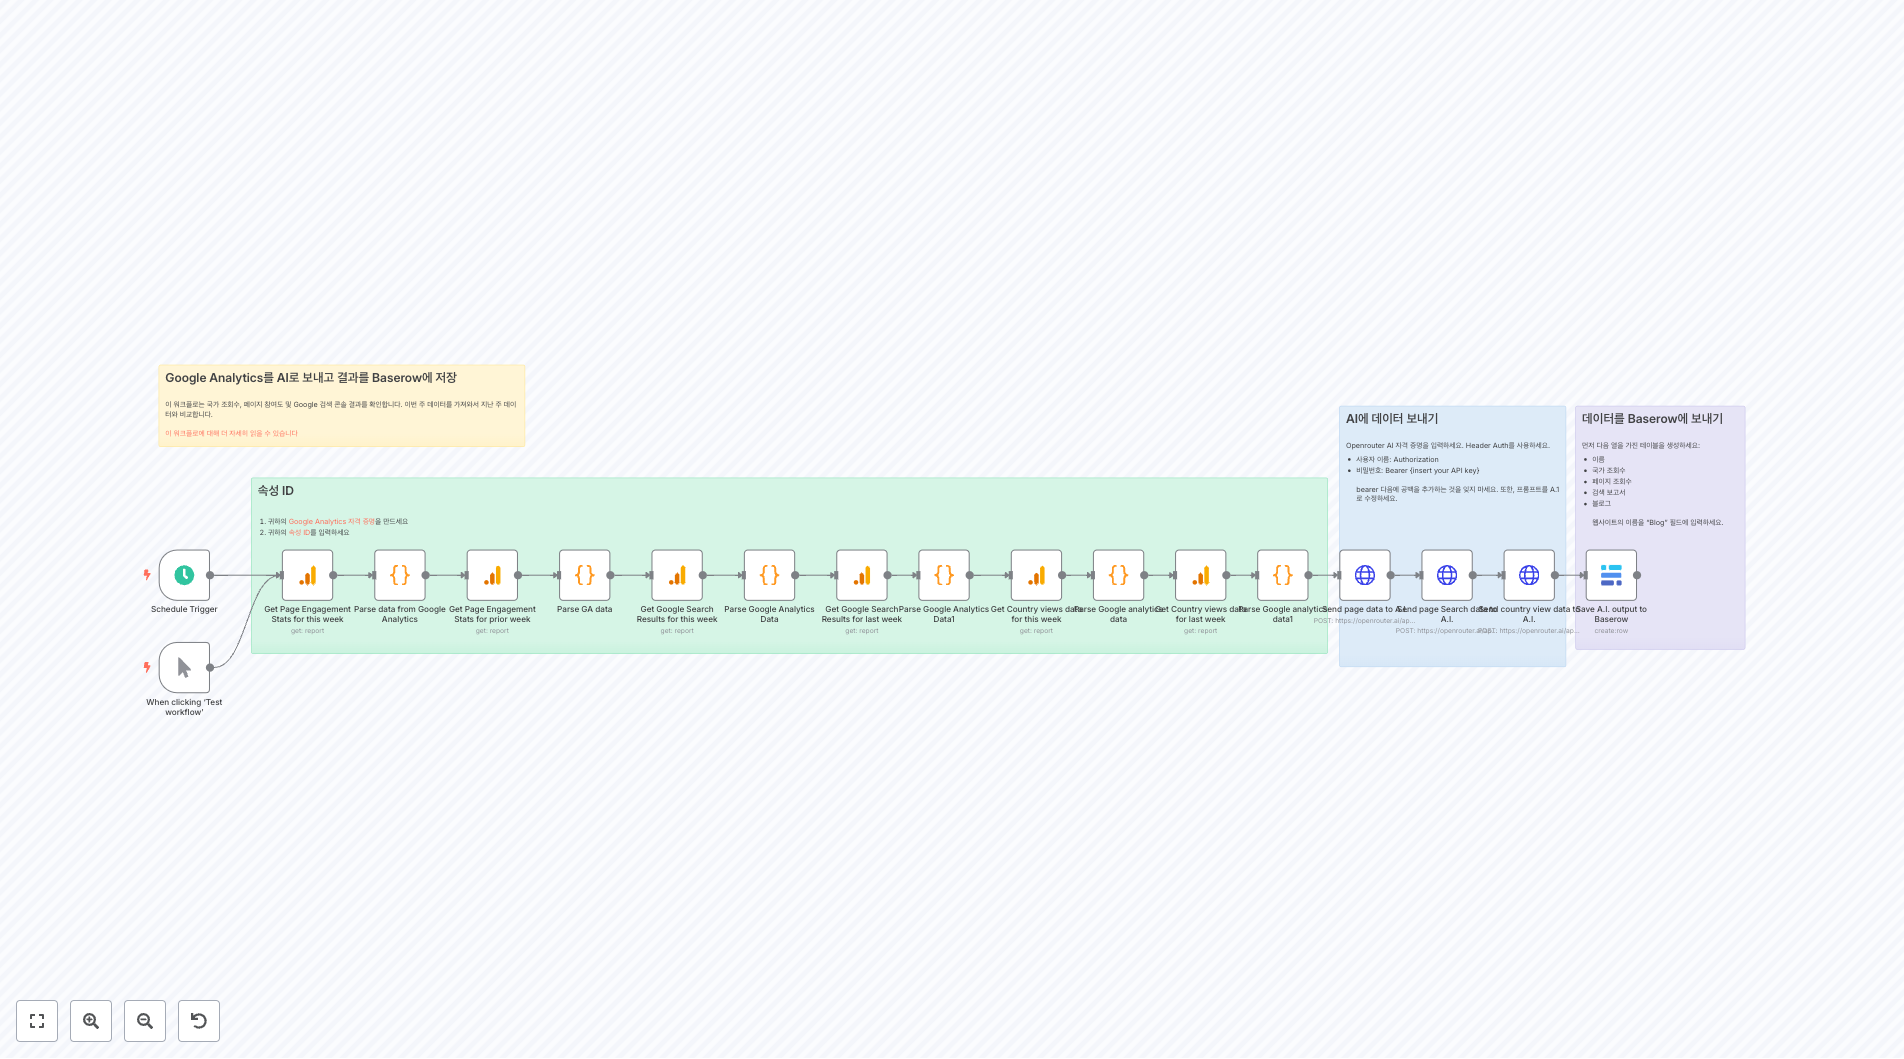 Google Analytics를 AI로 보내고 결과를 Baserow에 저장
이 워크플로는 국가 조회수, 페이지 참여도 및 Google 검색 콘솔 결과를 확인합니다. 이번 주 데이터를 가져와서 지난 주 데이
터와 비교합니다.
이 워크플로에 대해 더 자세히 읽을 수 있습니다
AI에 데이터 보내기
Openrouter AI 자격 증명을 입력하세요. Header Auth를 사용하세요.
사용자 이름: Authorization
비밀번호: Bearer {insert your API key}
bearer 다음에 공백을 추가하는 것을 잊지 마세요. 또한, 프롬프트를 A.1
로 수정하세요.
데이터를 Baserow에 보내기
먼저 다음 열을 가진 테이블을 생성하세요:
이름
국가 조회수
페이지 조회수
검색 보고서
블로그
웹사이트의 이름을 "Blog" 필드에 입력하세요.
속성 ID
1. 귀하의 Google Analytics 자격 증명을 만드세요
2. 귀하의 속성 ID를 입력하세요
Schedule Trigger
When clicking 'Test
workflow'
Get Page Engagement
Stats for this week
get: report
Parse data from Google
Analytics
Get Page Engagement
Stats for prior week
get: report
Parse GA data
Get Google Search
Results for this week
get: report
Parse Google Analytics
Data
Get Google Search
Results for last week
get: report
Parse Google Analytics
Data1
Get Country views data
for this week
get: report
Parse Google analytics
data
Get Country views data
for last week
get: report
Parse Google analytics
data1
Send page data to A.I.
POST: https://openrouter.ai/ap...
Send page Search data to
A.I.
POST: https://openrouter.ai/ap...
Send country view data to
A.I.
POST: https://openrouter.ai/ap...
Save A.I. output to
Baserow
create:row